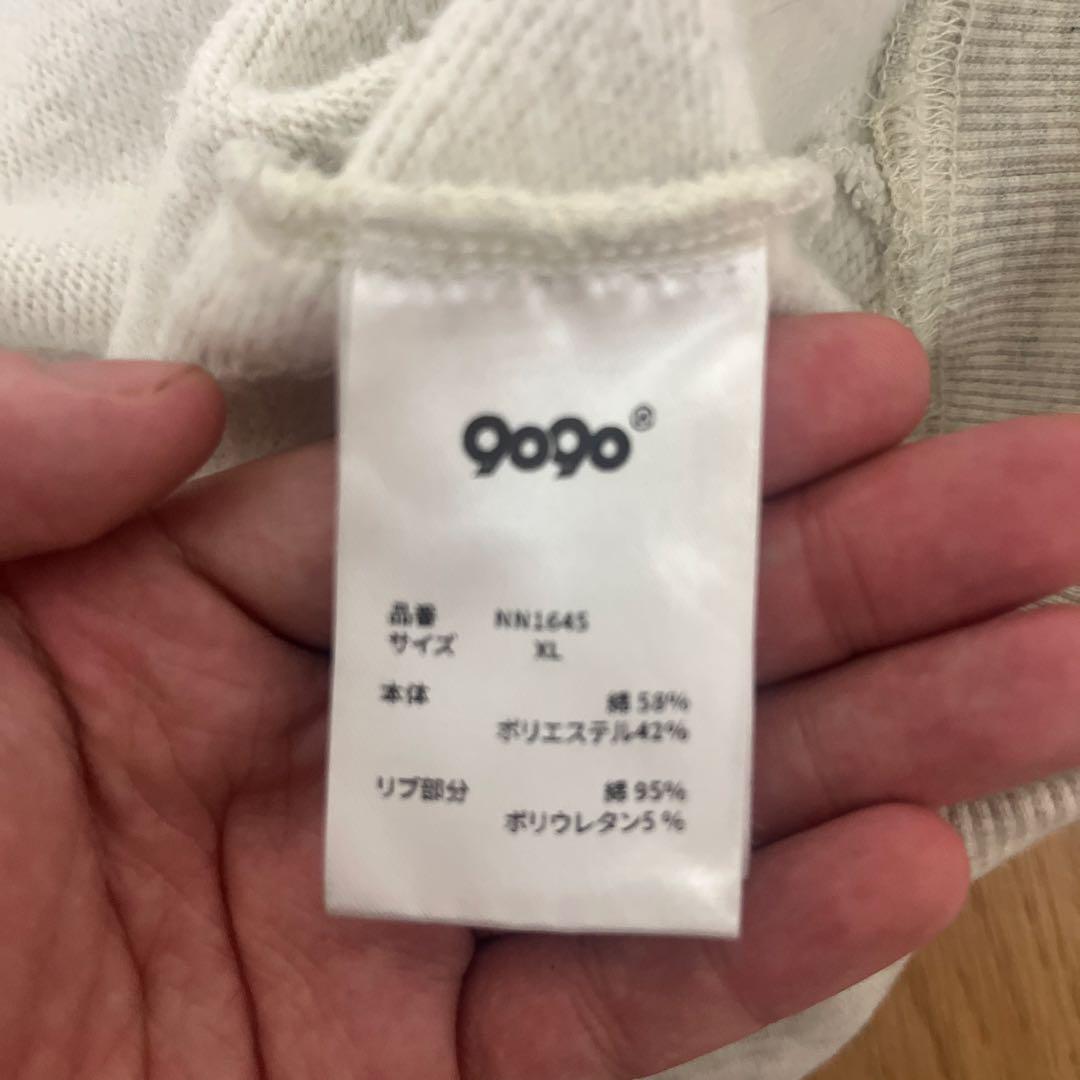 9090®
品番 NN1645
サイズ XL
本体 綿 58%
ポリエステル42%
リブ部分 綿 95%
ポリウレタン5 %